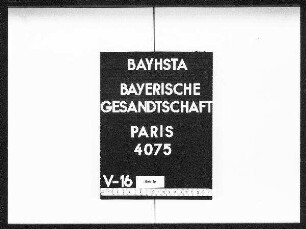 BAYHSTA
BAYERISCHE
GESANDTSCHAFT
PARIS
4075
V-16